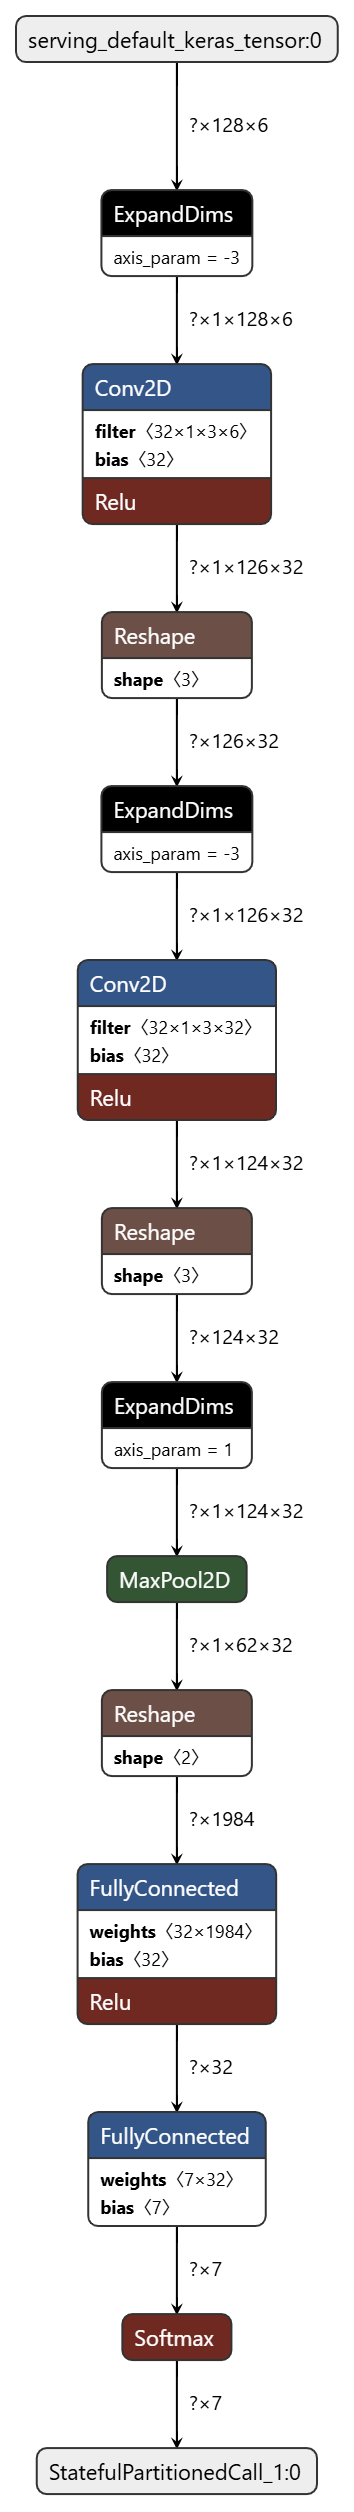 serving_default_keras_tensor:0
?×128×6
ExpandDims
axis_param = -3
?×1×128×6
Conv2D
filter〈32×1×3×6〉
bias〈32〉
Relu
?×1×126×32
Reshape
shape〈3〉
?×126×32
ExpandDims
axis_param = -3
?×1×126×32
Conv2D
filter〈32×1×3×32〉
bias〈32〉
Relu
?×1×124×32
Reshape
shape〈3〉
?×124×32
ExpandDims
axis_param = 1
?×1×124×32
MaxPool2D
?×1×62×32
Reshape
shape〈2〉
?×1984
FullyConnected
weights〈32×1984〉
bias〈32〉
Relu
?×32
FullyConnected
weights〈7×32〉
bias〈7〉
?×7
Softmax
?×7
StatefulPartitionedCall_1:0